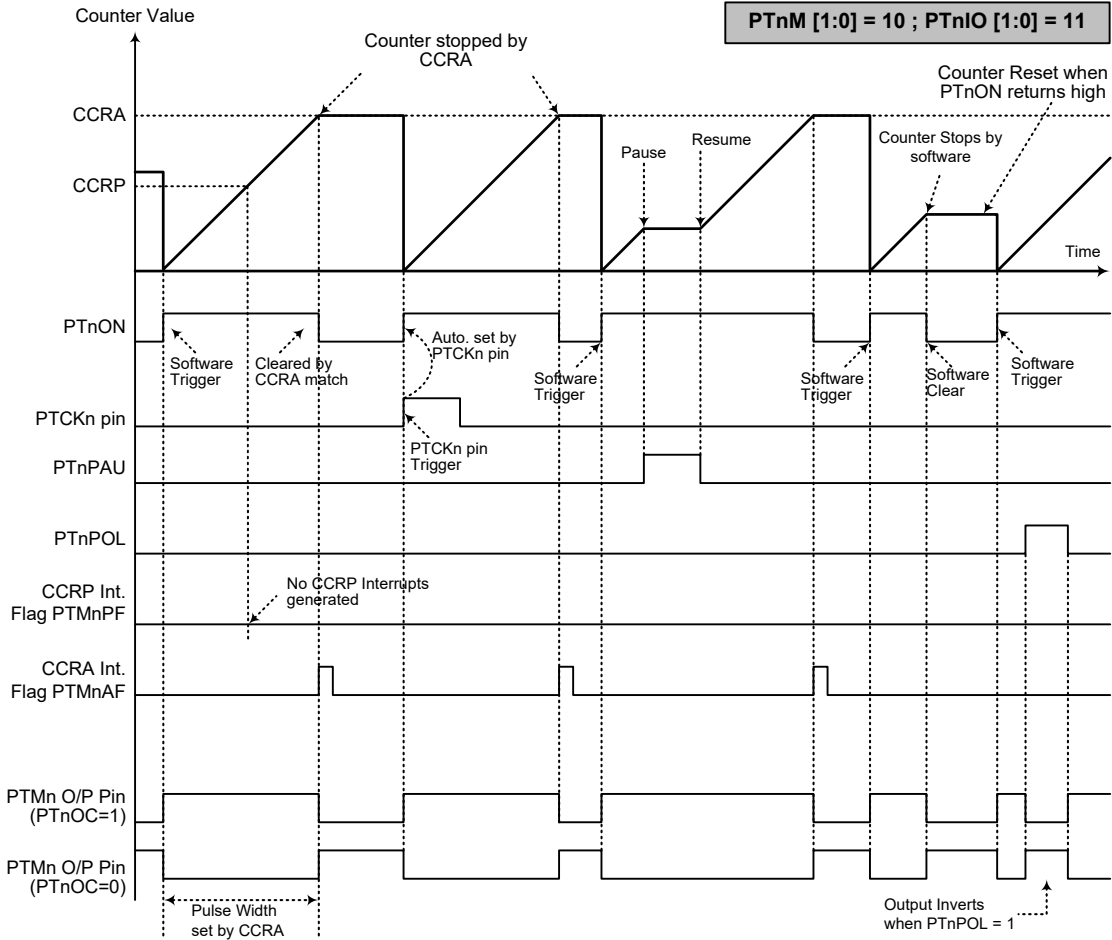 Counter Value
PTnM [1:0] = 10 ; PTnIO [1:0] = 11
Counter stopped by
CCRA
Counter Reset when
PTnON returns high
CCRA
Pause
Resume
Counter Stops by
software
CCRP
Time
PTnON
Software
Trigger
Cleared by
CCRA match
Auto. set by
PTCKn pin
Software
Trigger
Software
Trigger
Software
Clear
Software
Trigger
PTCKn pin
PTCKn pin
Trigger
PTnPAU
PTnPOL
CCRP Int.
Flag PTMnPF
No CCRP Interrupts
generated
CCRA Int.
Flag PTMnAF
PTMn O/P Pin
(PTnOC=1)
PTMn O/P Pin
(PTnOC=0)
Pulse Width
set by CCRA
Output Inverts
when PTnPOL = 1